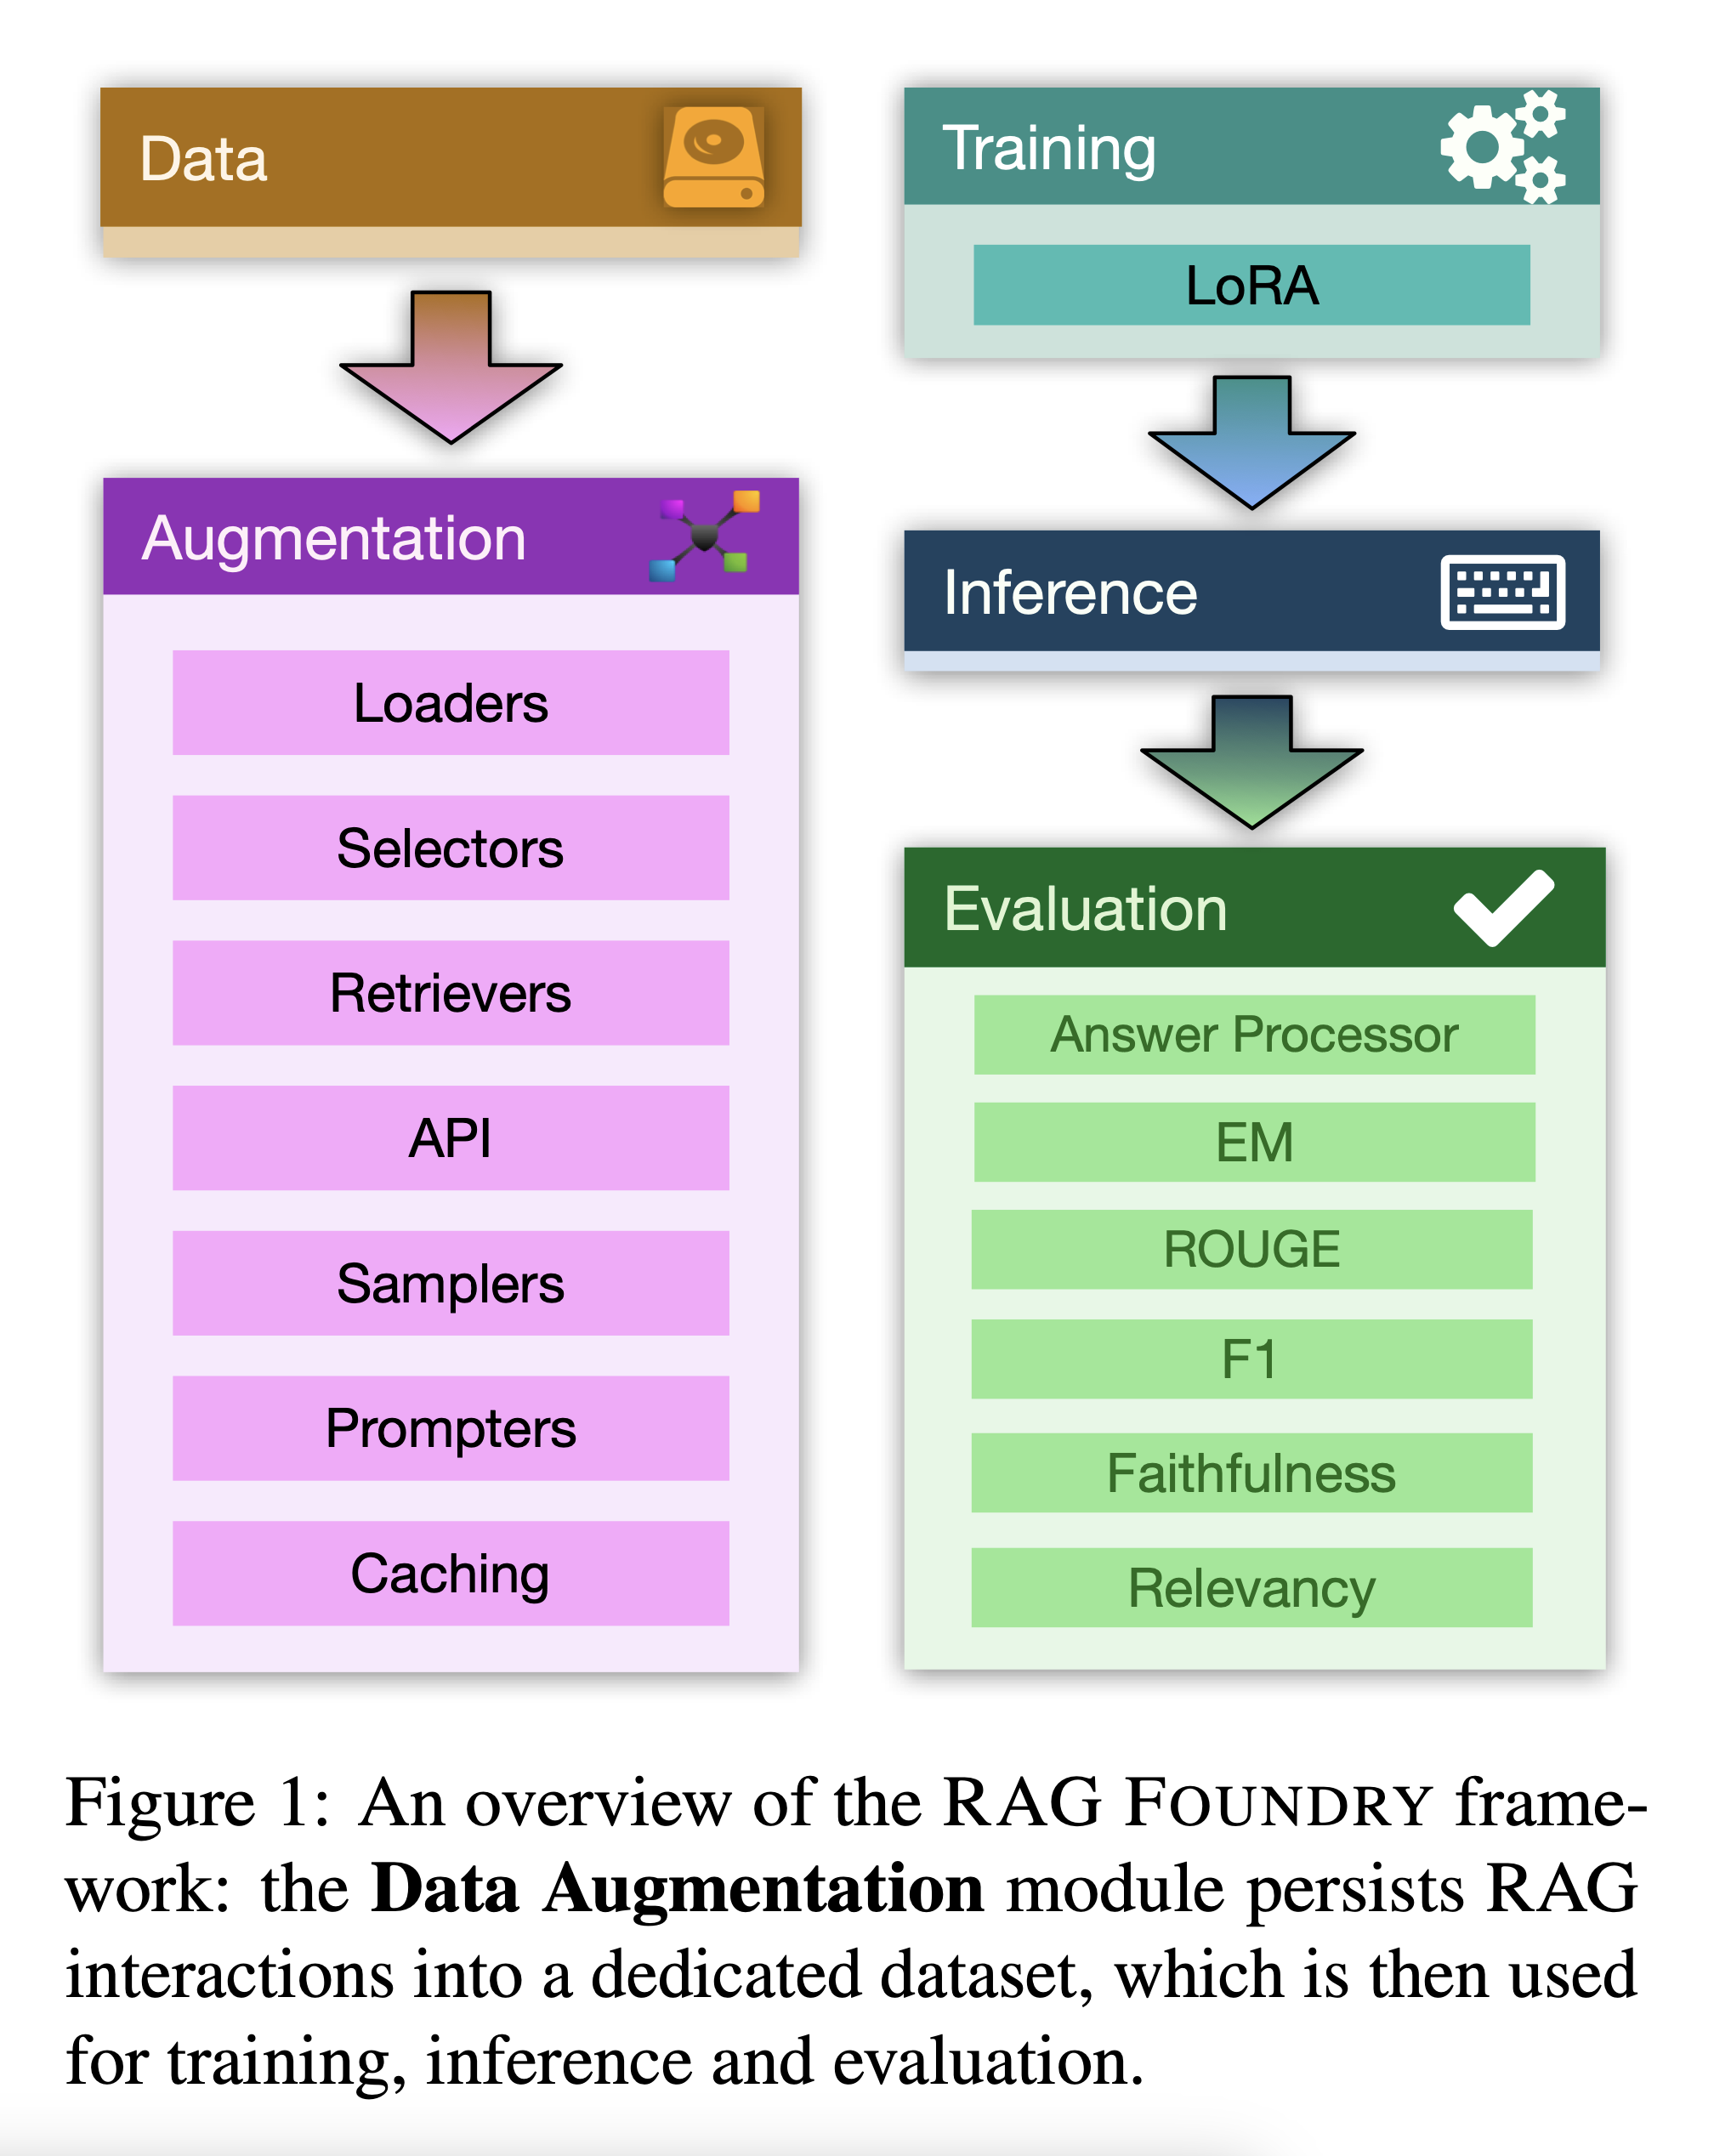 Data
Augmentation
Loaders
Selectors
Retrievers
API
Samplers
Prompters
Caching
Training
LoRA
Inference
Evaluation
Answer Processor
EM
ROUGE
F1
Faithfulness
Relevancy
Figure 1: An overview of the RAG FOUNDRY frame-
work: the Data Augmentation module persists RAG
interactions into a dedicated dataset, which is then used
for training, inference and evaluation.